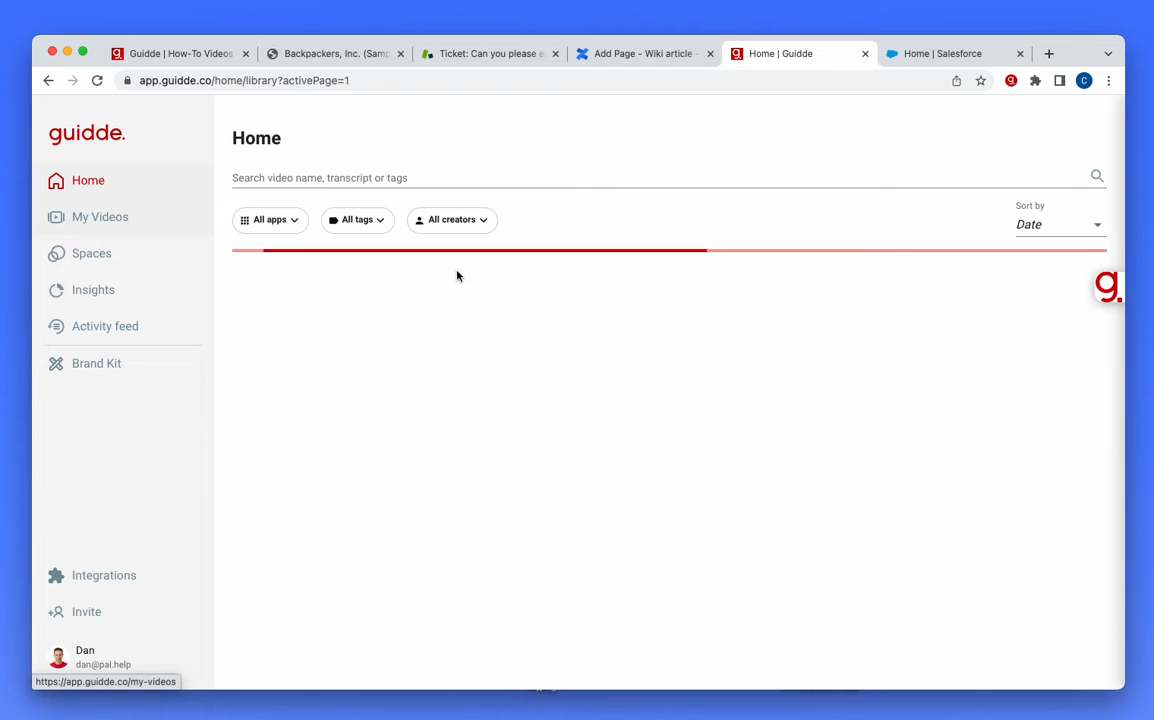 Guidde | How-To Videos
Backpackers, Inc. (Samp
Ticket: Can you please e
Add Page - Wiki article -
Home | Guidde
Home | Salesforce
app.guidde.co/home/library?activePage=1
g
C
guidde.
Home
My Videos
Spaces
Insights
Activity feed
Brand Kit
Integrations
Invite
Dan
dan@pal.help
https://app.guidde.co/my-videos
Home
Search video name, transcript or tags
All apps
All tags
All creators
Sort by
Date
g.